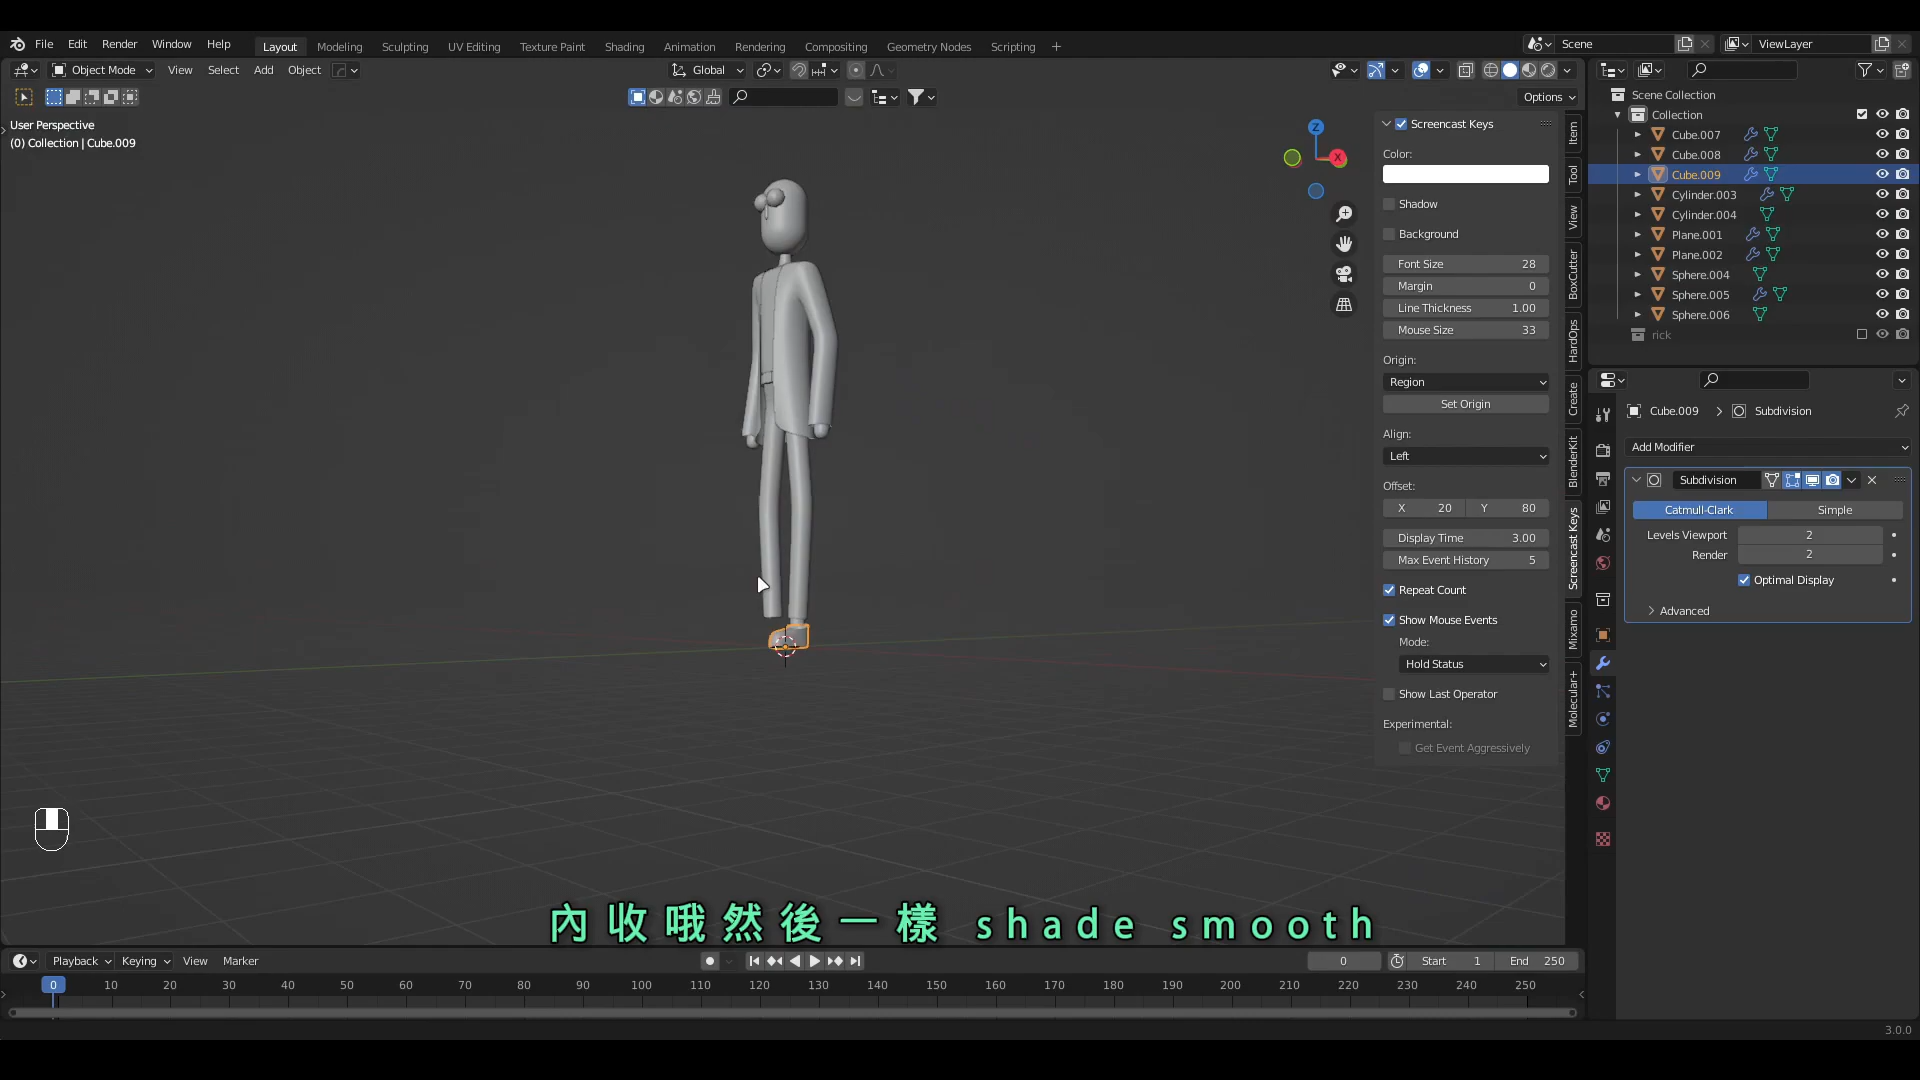 File Edit Render Window Help Layout Modeling Sculpting UV Editing Texture Paint Shading Animation Rendering Compositing Geometry Nodes Scripting + Scene ViewLayer
Object Mode View Select Add Object Global
Options
User Perspective
(0) Collection | Cube.009
Z
X
Screencast Keys
Color:
Shadow
Background
Font Size 28
Margin 0
Line Thickness 1.00
Mouse Size 33
Origin:
Region
Set Origin
Align:
Left
Offset:
X 20 Y 80
Display Time 3.00
Max Event History 5
Repeat Count
Show Mouse Events
Mode:
Hold Status
Show Last Operator
Experimental:
Get Event Aggressively
Item
Tool
View
BoxCutter
HardOps
Create
BlenderKit
Screencast Keys
Mixamo
Molecular+
Scene Collection
Collection
Cube.007
Cube.008
Cube.009
Cylinder.003
Cylinder.004
Plane.001
Plane.002
Sphere.004
Sphere.005
Sphere.006
rick
Cube.009 > Subdivision
Add Modifier
Subdivision
Catmull-Clark Simple
Levels Viewport 2
Render 2
Optimal Display
Advanced
內收哦然後一樣 shade smooth
Playback Keying View Marker 0 Start 1 End 250
0 10 20 30 40 50 60 70 80 90 100 110 120 130 140 150 160 170 180 190 200 210 220 230 240 250
3.0.0